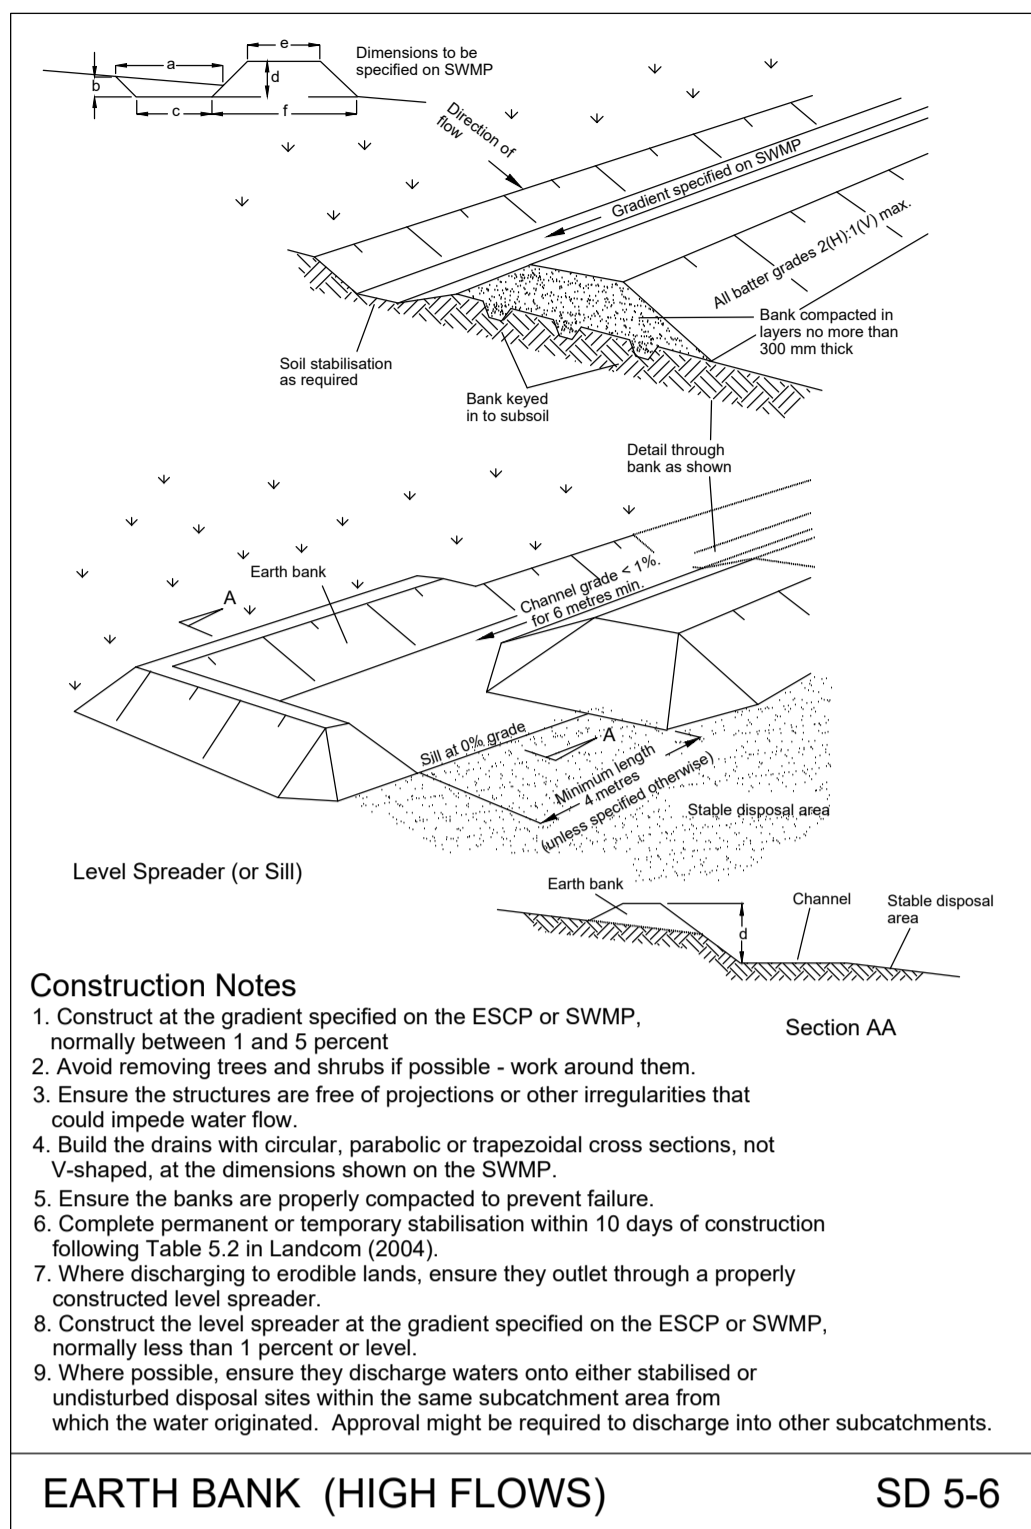 e
Dimensions to be
specified on SWMP
a
d
b
c
f
Direction of
flow
Gradient specified on SWMP
All batter grades 2(H):1(V) max.
Bank compacted in
layers no more than
300 mm thick
Soil stabilisation
as required
Bank keyed
in to subsoil
Detail through
bank as shown
Earth bank
A
Channel grade < 1%.
for 6 metres min.
Sill at 0% grade
A
Minimum length
4 metres
(unless specified otherwise)
Stable disposal area
Level Spreader (or Sill)
Earth bank
Channel
Stable disposal
area
d
Section AA
Construction Notes
1. Construct at the gradient specified on the ESCP or SWMP,
normally between 1 and 5 percent
2. Avoid removing trees and shrubs if possible - work around them.
3. Ensure the structures are free of projections or other irregularities that
could impede water flow.
4. Build the drains with circular, parabolic or trapezoidal cross sections, not
V-shaped, at the dimensions shown on the SWMP.
5. Ensure the banks are properly compacted to prevent failure.
6. Complete permanent or temporary stabilisation within 10 days of construction
following Table 5.2 in Landcom (2004).
7. Where discharging to erodible lands, ensure they outlet through a properly
constructed level spreader.
8. Construct the level spreader at the gradient specified on the ESCP or SWMP,
normally less than 1 percent or level.
9. Where possible, ensure they discharge waters onto either stabilised or
undisturbed disposal sites within the same subcatchment area from
which the water originated. Approval might be required to discharge into other subcatchments.
EARTH BANK (HIGH FLOWS)
SD 5-6